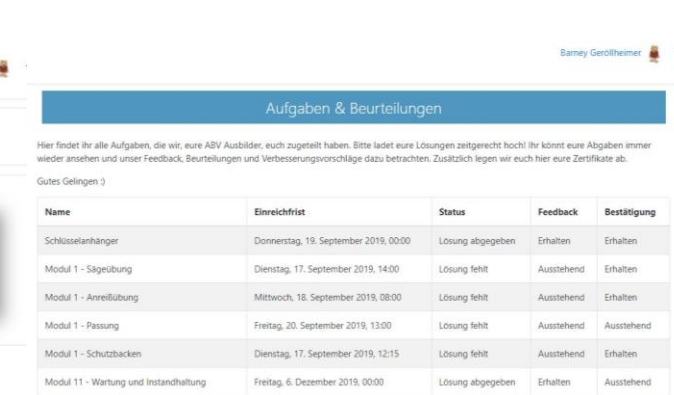 Barney Geröllheimer
Aufgaben & Beurteilungen
Hier findet ihr alle Aufgaben, die wir, eure ABV Ausbilder, euch zugeteilt haben. Bitte ladet eure Lösungen zeitgerecht hoch! Ihr könnt eure Abgaben immer
wieder ansehen und unser Feedback, Beurteilungen und Verbesserungsvorschläge dazu betrachten. Zusätzlich legen wir euch hier eure Zertifikate ab.
Gutes Gelingen :)
Name Einreichfrist Status Feedback Bestätigung
Schlüsselanhänger Donnerstag, 19. September 2019, 00:00 Lösung abgegeben Erhalten Erhalten
Modul 1 - Sägeübung Dienstag, 17. September 2019, 14:00 Lösung fehlt Ausstehend Erhalten
Modul 1 - Anreißübung Mittwoch, 18. September 2019, 08:00 Lösung fehlt Ausstehend Erhalten
Modul 1 - Passung Freitag, 20. September 2019, 13:00 Lösung fehlt Ausstehend Ausstehend
Modul 1 - Schutzbacken Dienstag, 17. September 2019, 12:15 Lösung fehlt Ausstehend Erhalten
Modul 11 - Wartung und Instandhaltung Freitag, 6. Dezember 2019, 00:00 Lösung abgegeben Erhalten Ausstehend